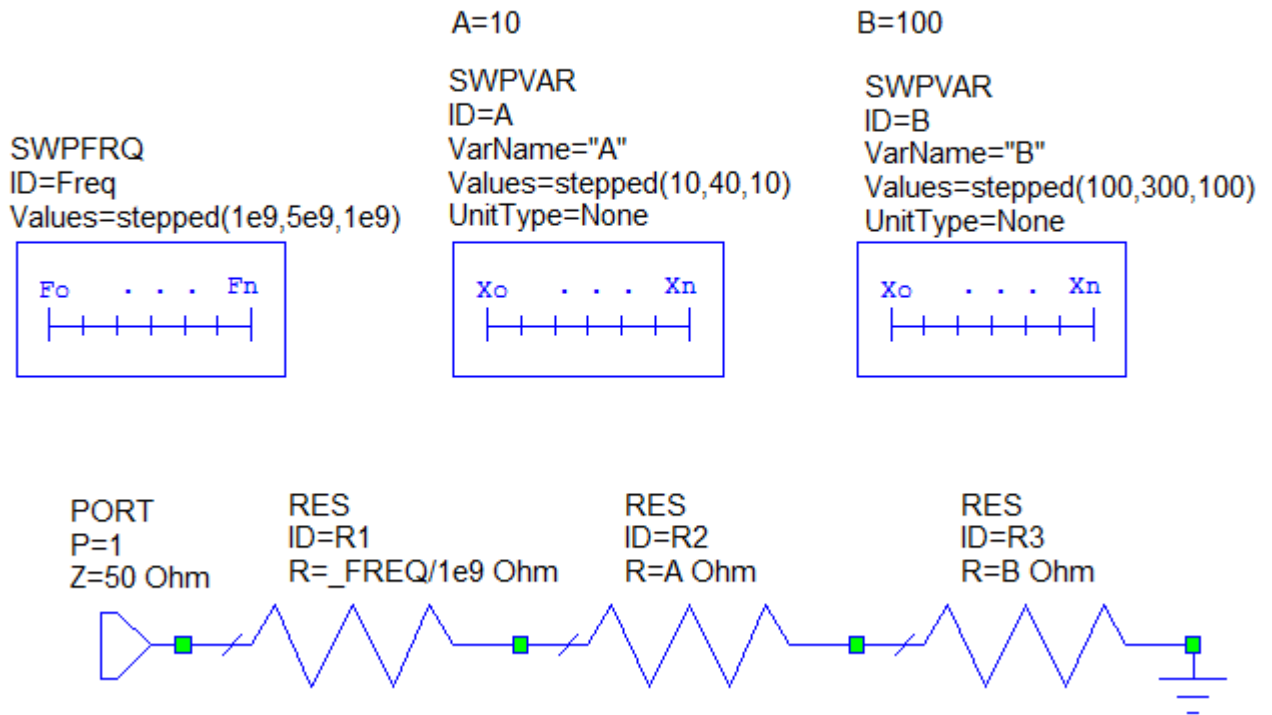 A=10
B=100
SWPFRQ
ID=Freq
Values=stepped(1e9,5e9,1e9)
Fo . . . Fn
SWPVAR
ID=A
VarName="A"
Values=stepped(10,40,10)
UnitType=None
Xo . . . Xn
SWPVAR
ID=B
VarName="B"
Values=stepped(100,300,100)
UnitType=None
Xo . . . Xn
PORT
P=1
Z=50 Ohm
RES
ID=R1
R=_FREQ/1e9 Ohm
RES
ID=R2
R=A Ohm
RES
ID=R3
R=B Ohm